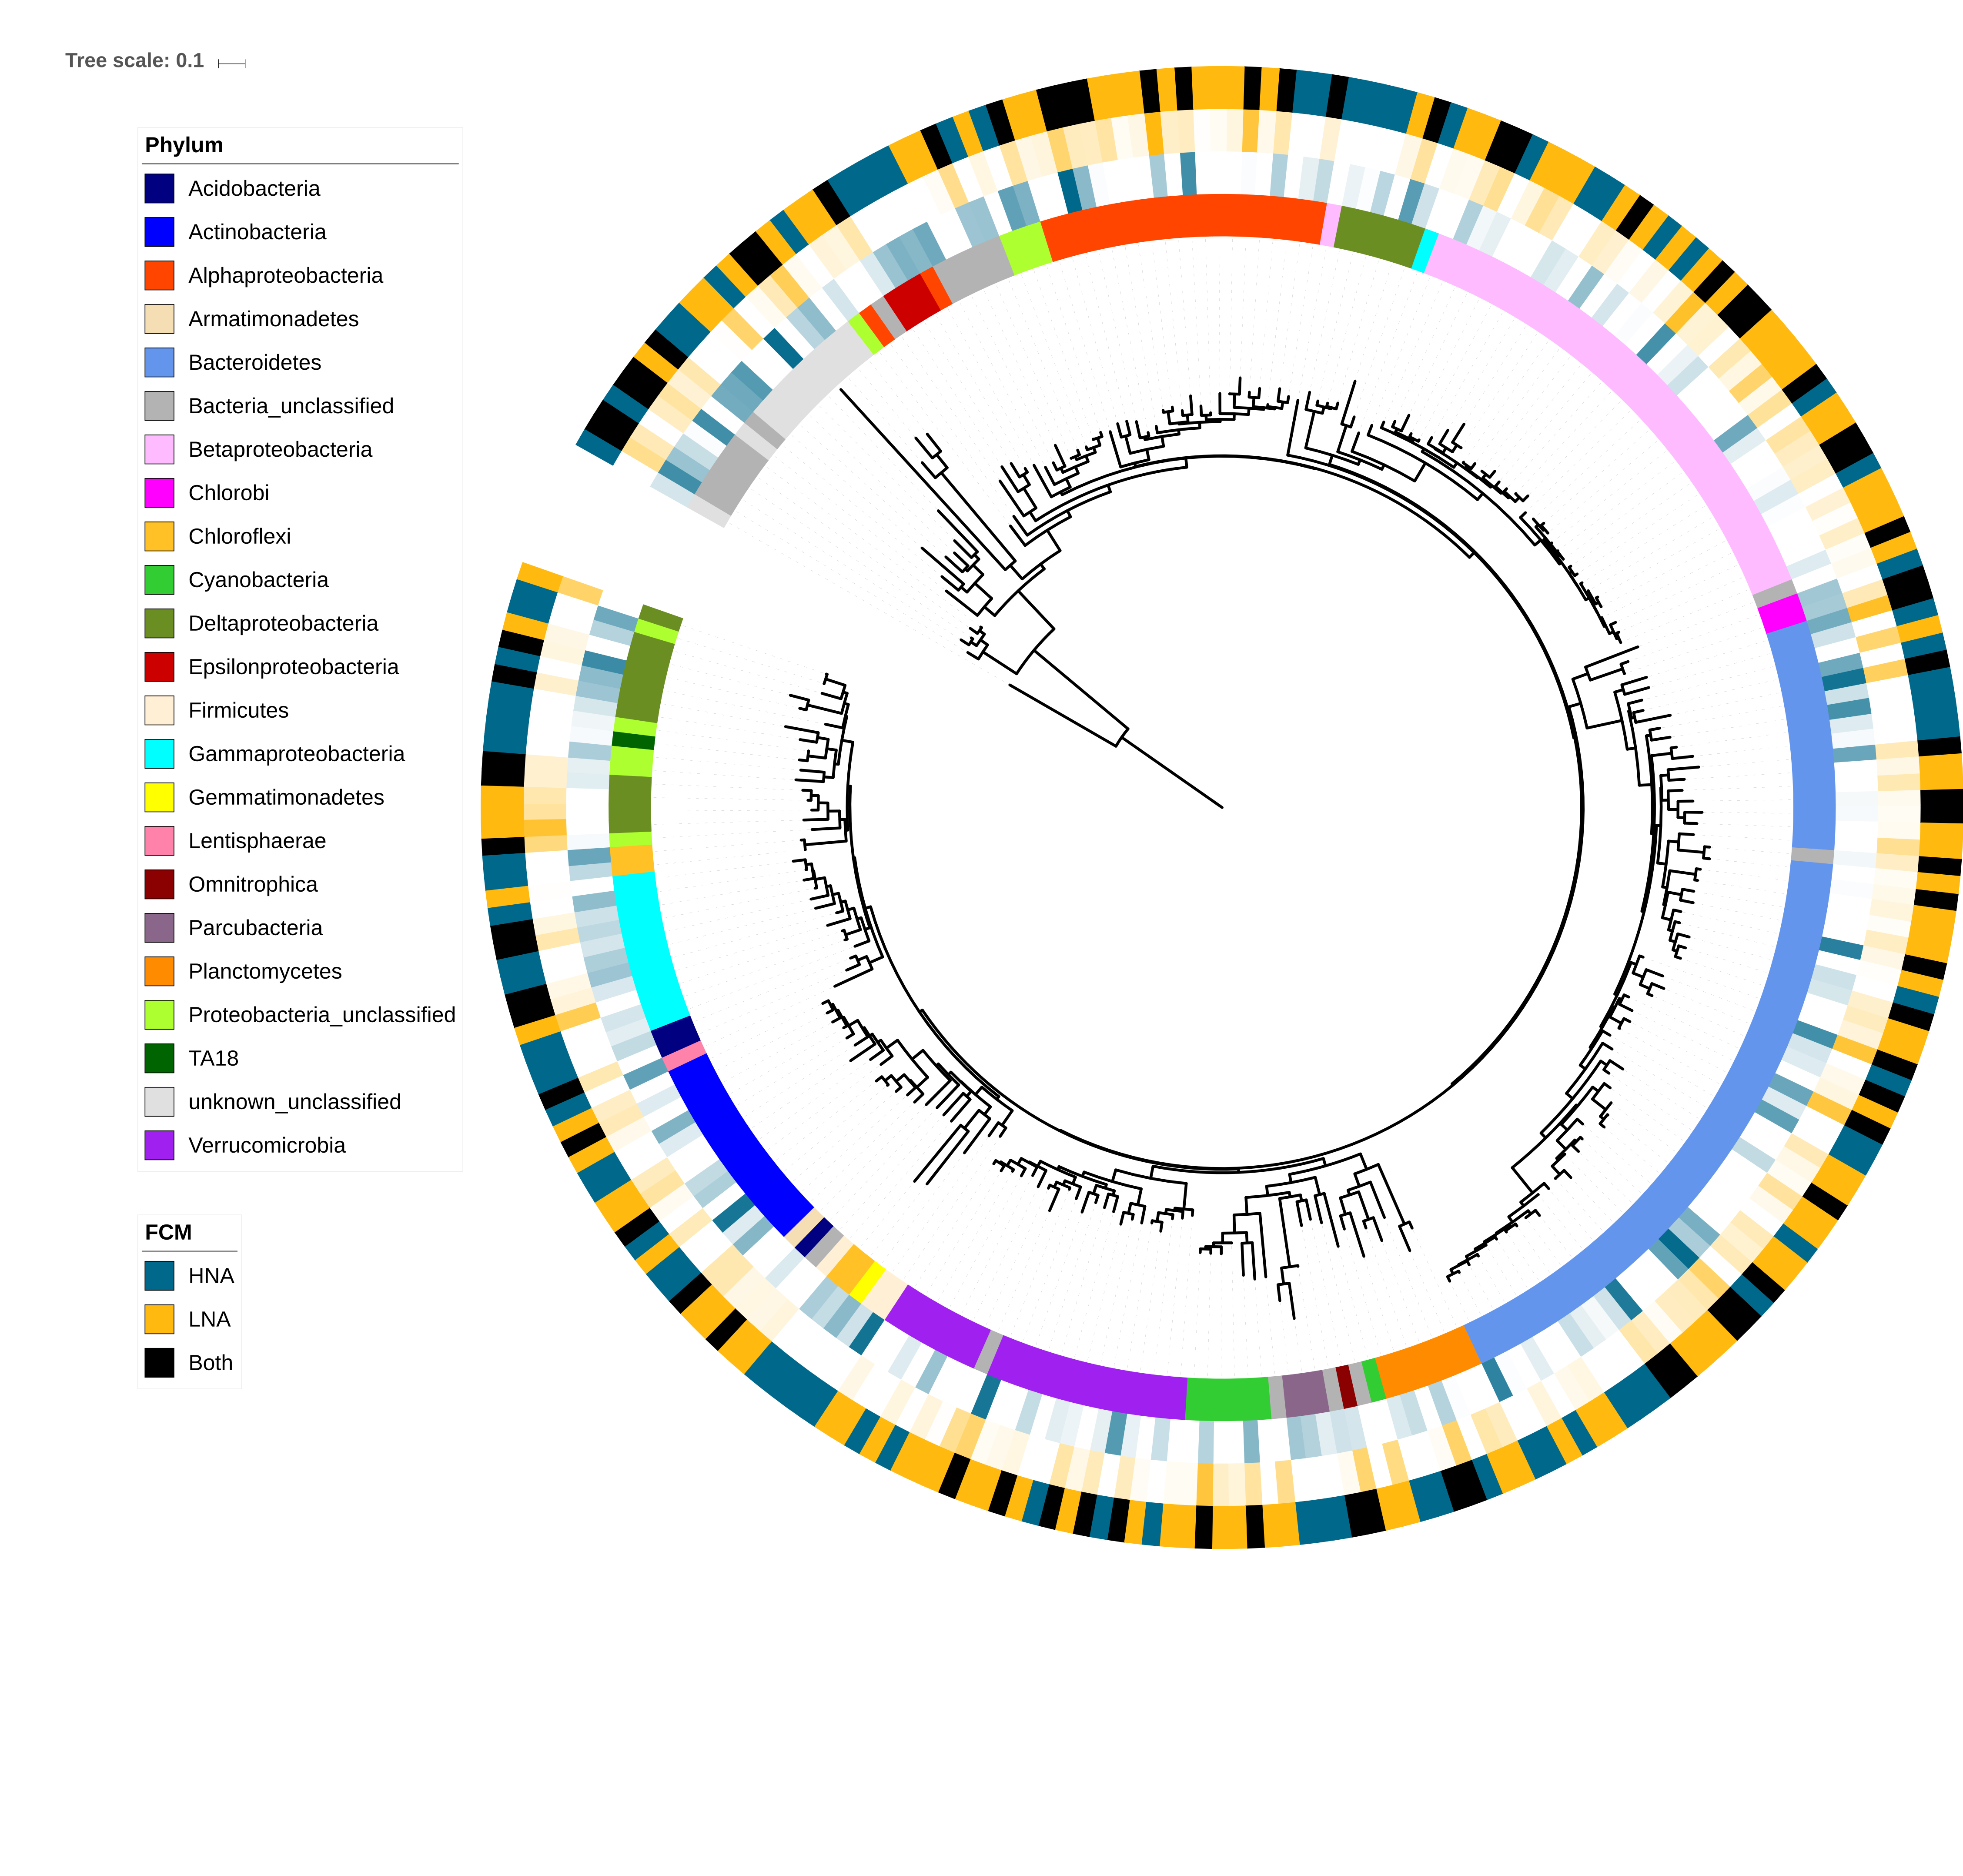 Tree scale: 0.1
Phylum
Acidobacteria
Actinobacteria
Alphaproteobacteria
Armatimonadetes
Bacteroidetes
Bacteria_unclassified
Betaproteobacteria
Chlorobi
Chloroflexi
Cyanobacteria
Deltaproteobacteria
Epsilonproteobacteria
Firmicutes
Gammaproteobacteria
Gemmatimonadetes
Lentisphaerae
Omnitrophica
Parcubacteria
Planctomycetes
Proteobacteria_unclassified
TA18
unknown_unclassified
Verrucomicrobia
FCM
HNA
LNA
Both